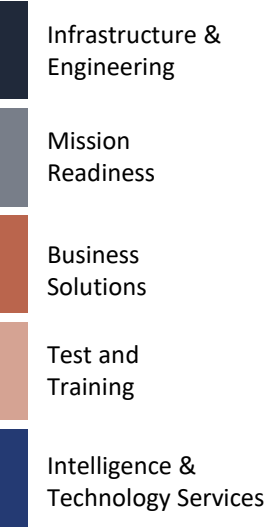 Infrastructure &
Engineering
Mission
Readiness
Business
Solutions
Test and
Training
Intelligence &
Technology Services